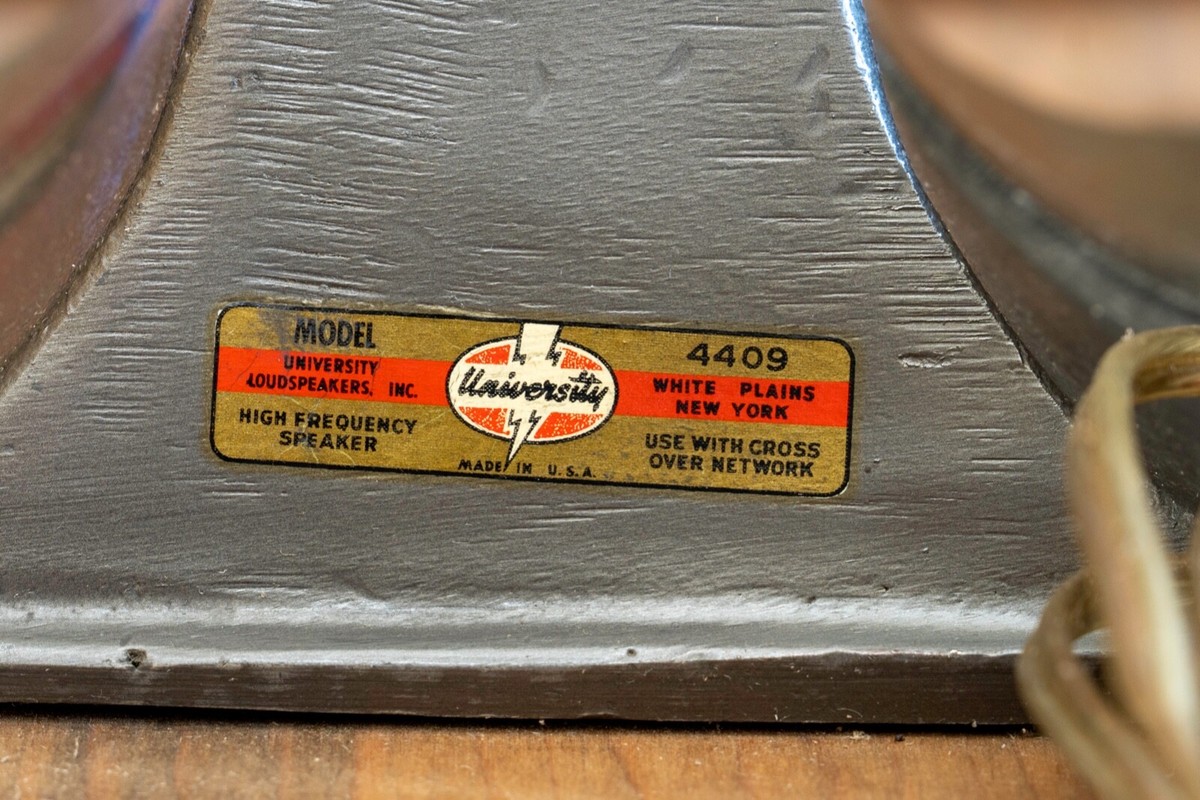 MODEL
UNIVERSITY
LOUDSPEAKERS, INC.
HIGH FREQUENCY
SPEAKER
University
MADE IN U.S.A.
4409
WHITE PLAINS
NEW YORK
USE WITH CROSS
OVER NETWORK